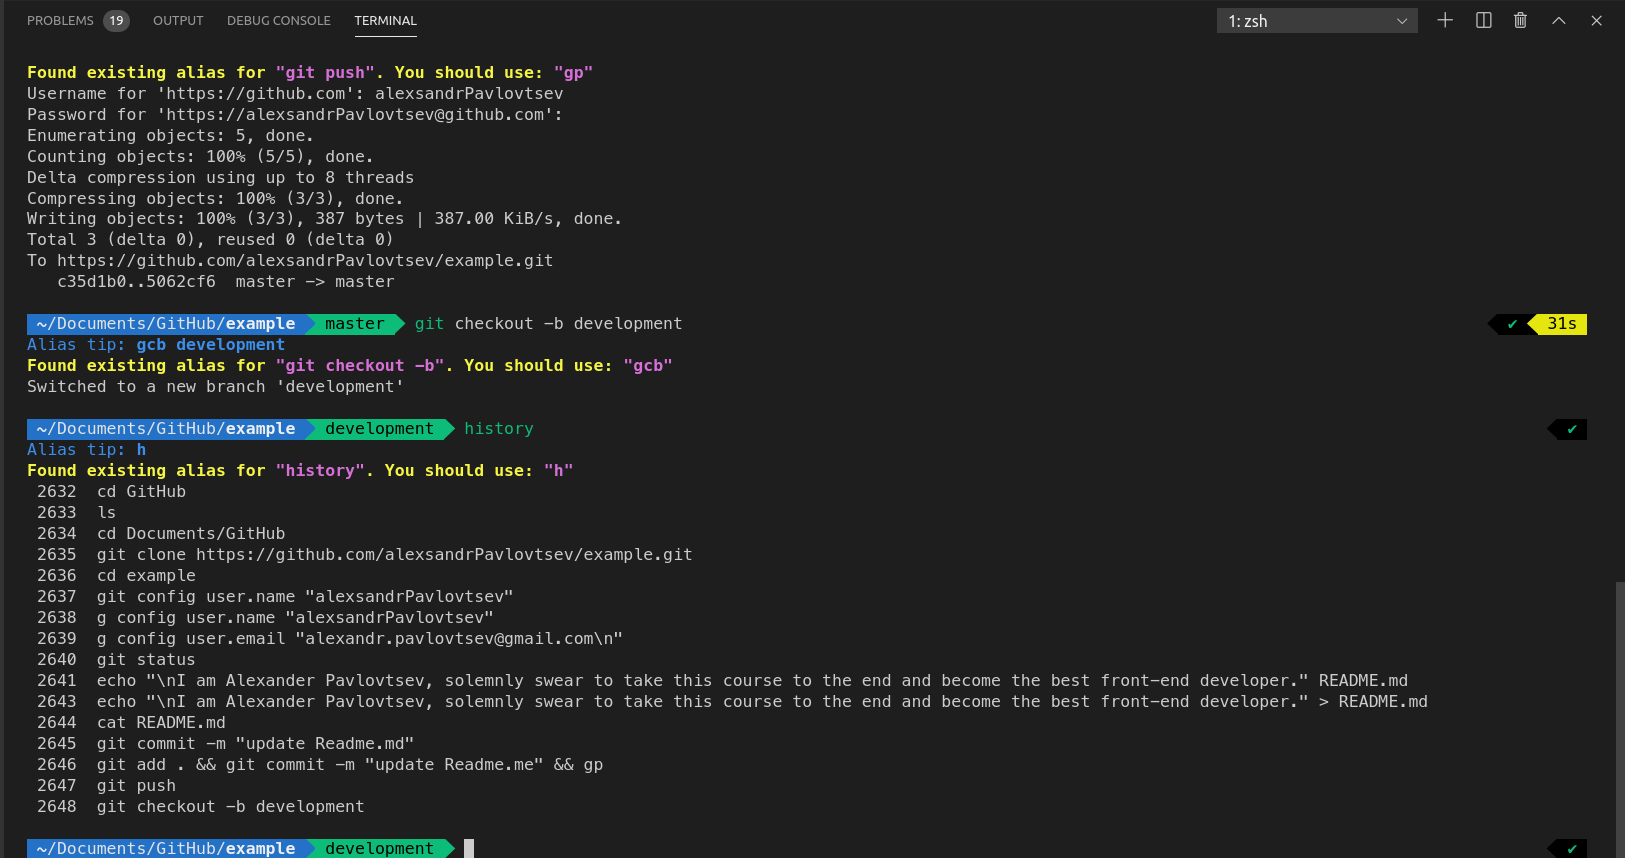 PROBLEMS 19 OUTPUT DEBUG CONSOLE TERMINAL 1: zsh
Found existing alias for "git push". You should use: "gp"
Username for 'https://github.com': alexsandrPavlovtsev
Password for 'https://alexsandrPavlovtsev@github.com':
Enumerating objects: 5, done.
Counting objects: 100% (5/5), done.
Delta compression using up to 8 threads
Compressing objects: 100% (3/3), done.
Writing objects: 100% (3/3), 387 bytes | 387.00 KiB/s, done.
Total 3 (delta 0), reused 0 (delta 0)
To https://github.com/alexsandrPavlovtsev/example.git
   c35d1b0..5062cf6  master -> master
~/Documents/GitHub/example master git checkout -b development ✔ 31s
Alias tip: gcb development
Found existing alias for "git checkout -b". You should use: "gcb"
Switched to a new branch 'development'
~/Documents/GitHub/example development history ✔
Alias tip: h
Found existing alias for "history". You should use: "h"
 2632  cd GitHub
 2633  ls
 2634  cd Documents/GitHub
 2635  git clone https://github.com/alexsandrPavlovtsev/example.git
 2636  cd example
 2637  git config user.name "alexsandrPavlovtsev"
 2638  g config user.name "alexsandrPavlovtsev"
 2639  g config user.email "alexandr.pavlovtsev@gmail.com\n"
 2640  git status
 2641  echo "\nI am Alexander Pavlovtsev, solemnly swear to take this course to the end and become the best front-end developer." README.md
 2643  echo "\nI am Alexander Pavlovtsev, solemnly swear to take this course to the end and become the best front-end developer." > README.md
 2644  cat README.md
 2645  git commit -m "update Readme.md"
 2646  git add . && git commit -m "update Readme.me" && gp
 2647  git push
 2648  git checkout -b development
~/Documents/GitHub/example development ✔